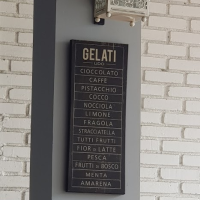 GELATI
CIOCCOLATO
CAFFE
PISTACCHIO
COCCO
NOCCIOLA
LIMONE
FRAGOLA
STRACCIATELLA
TUTTI FRUTTI
FIOR di LATTE
PESCA
FRUTTI di BOSCO
MENTA
AMARENA